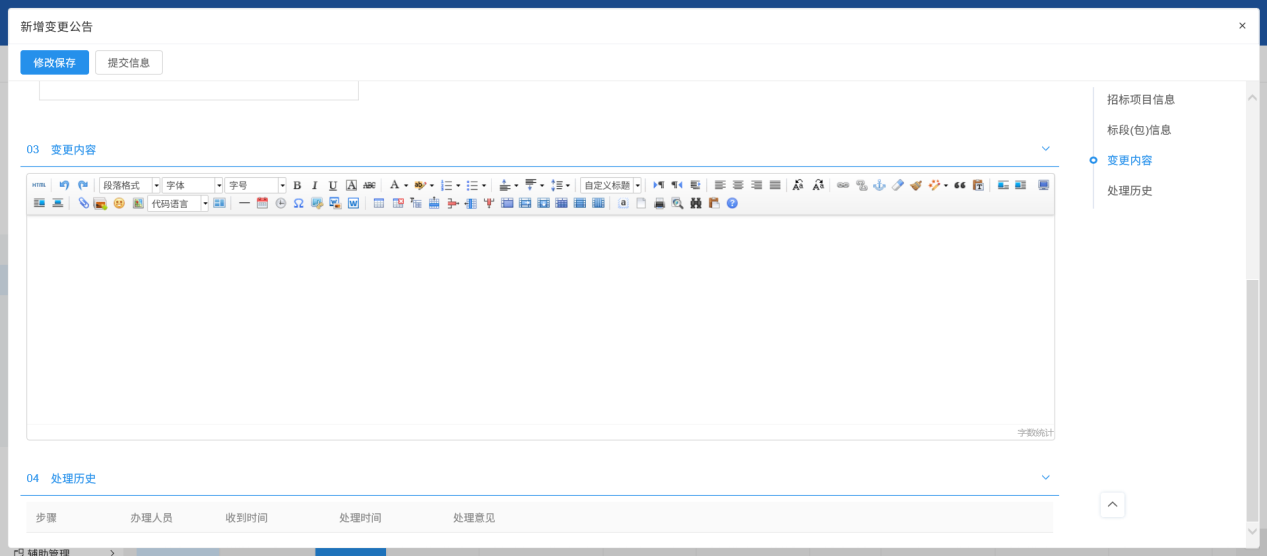 新增变更公告
×
修改保存 提交信息
招标项目信息
标段(包)信息
变更内容
处理历史
03 变更内容
HTML 段落格式 字体 字号 B I U A ABC A 自定义标题
代码语言
字数统计
04 处理历史
步骤 办理人员 收到时间 处理时间 处理意见
辅助管理